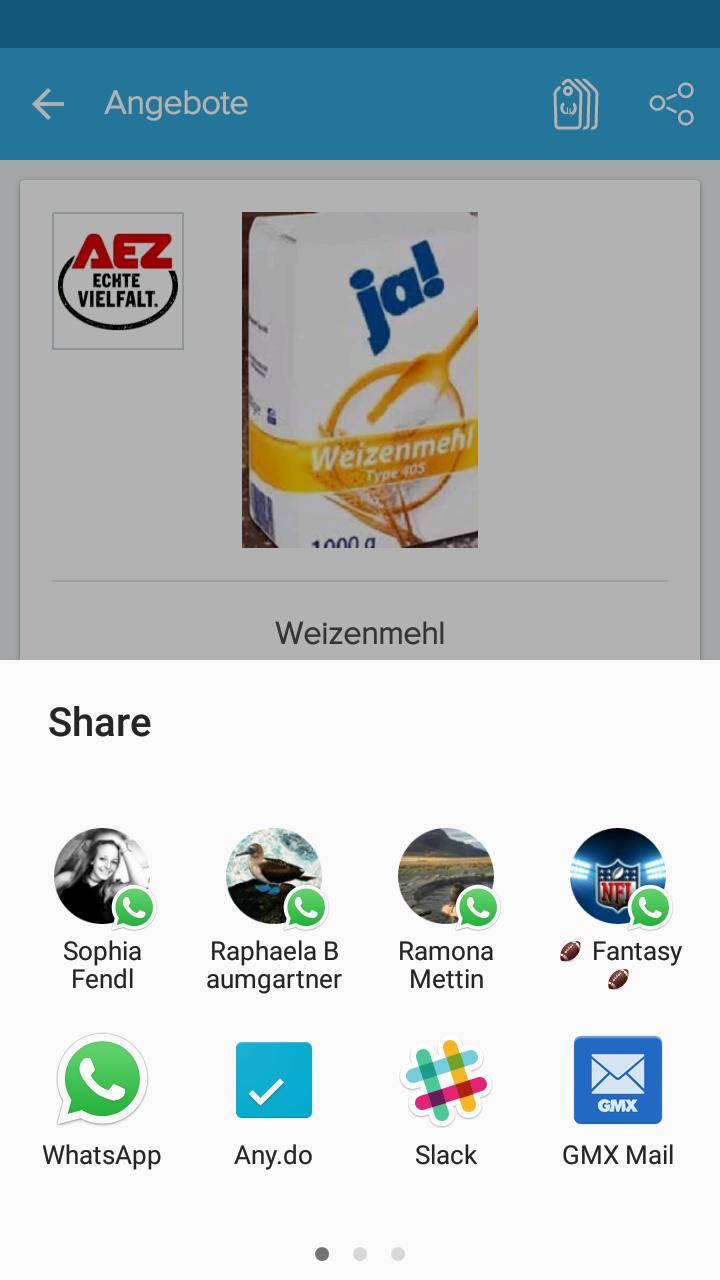 Angebote
AEZ
ECHTE
VIELFALT.
ja!
Weizenmehl
Type 405
1000 g
Weizenmehl
Share
Sophia
Fendl
Raphaela B
aumgartner
Ramona
Mettin
🏈 Fantasy
🏈
NFL
WhatsApp
Any.do
Slack
GMX
GMX Mail